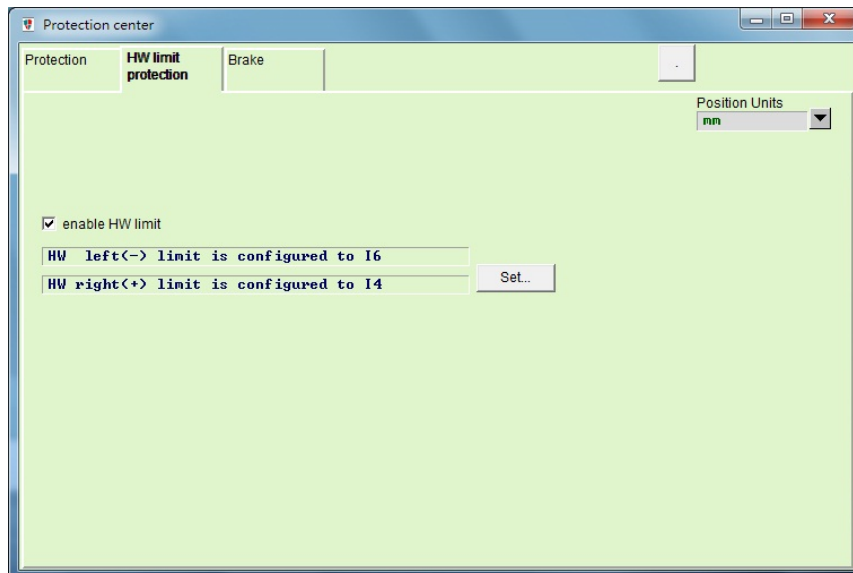 Protection center
Protection
HW limit
protection
Brake
.
Position Units
mm
enable HW limit
HW  left(-) limit is configured to I6
HW right(+) limit is configured to I4
Set...